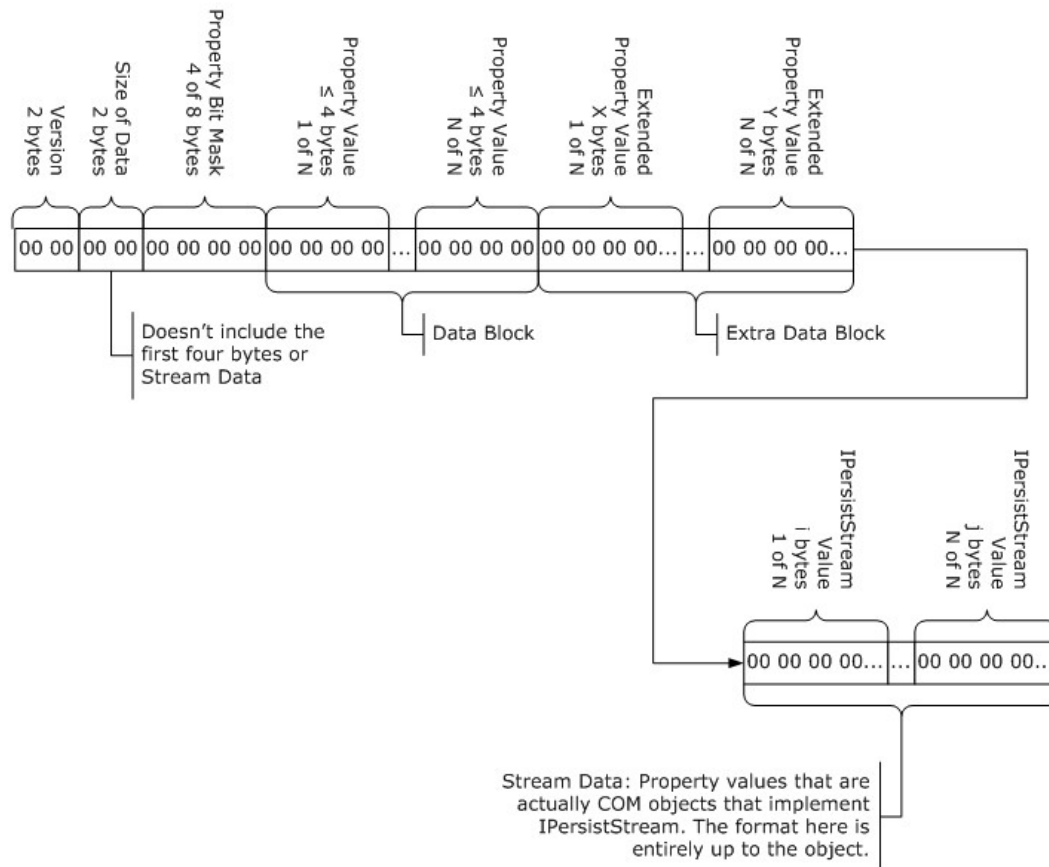 Version
2 bytes
Size of Data
2 bytes
Property Bit Mask
4 of 8 bytes
Property Value
≤ 4 bytes
1 of N
Property Value
≤ 4 bytes
N of N
Extended
Property Value
X bytes
1 of N
Extended
Property Value
Y bytes
N of N
00 00 00 00 00 00 00 00 00 00 00 00 ... 00 00 00 00 00 00 00 00... ... 00 00 00 00...
Doesn't include the
first four bytes or
Stream Data
Data Block
Extra Data Block
IPersistStream
Value
i bytes
1 of N
IPersistStream
Value
j bytes
N of N
00 00 00 00... ... 00 00 00 00...
Stream Data: Property values that are
actually COM objects that implement
IPersistStream. The format here is
entirely up to the object.